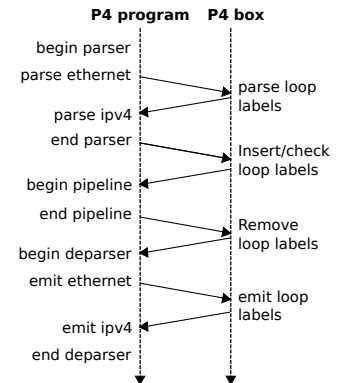 P4 program P4 box
begin parser
parse ethernet
parse loop
labels
parse ipv4
end parser
Insert/check
loop labels
begin pipeline
end pipeline
Remove
loop labels
begin deparser
emit ethernet
emit loop
labels
emit ipv4
end deparser